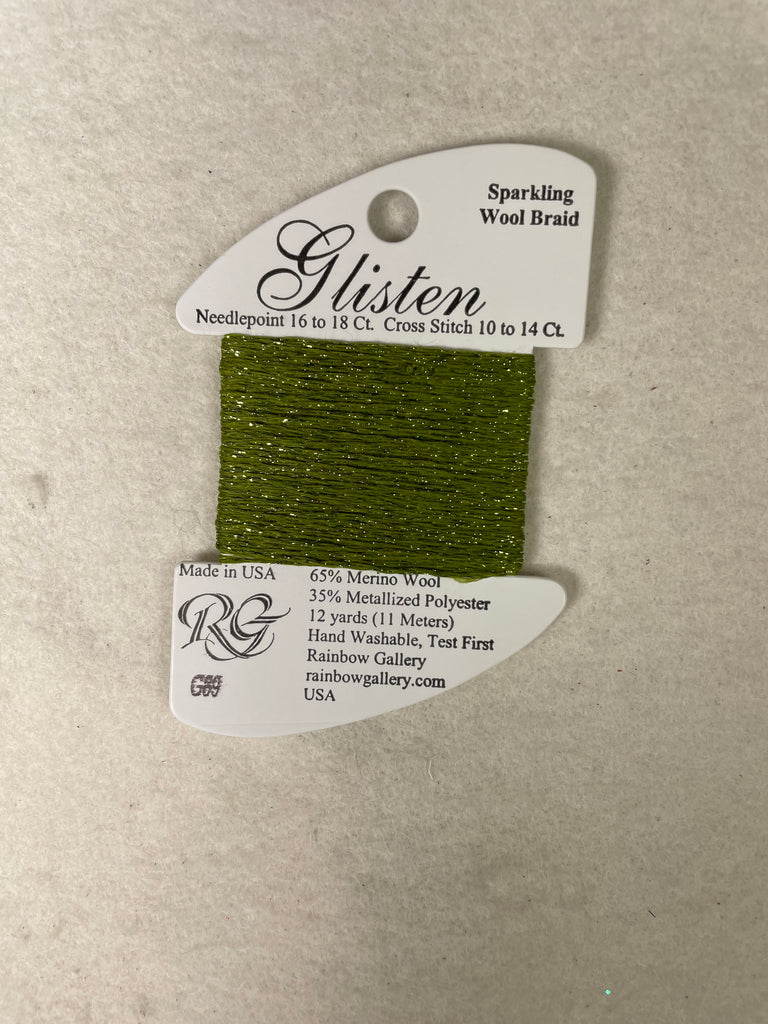 Sparkling
Wool Braid
Glisten
Needlepoint 16 to 18 Ct. Cross Stitch 10 to 14 Ct.
Made in USA
RG
65% Merino Wool
35% Metallized Polyester
12 yards (11 Meters)
Hand Washable, Test First
Rainbow Gallery
rainbowgallery.com
USA